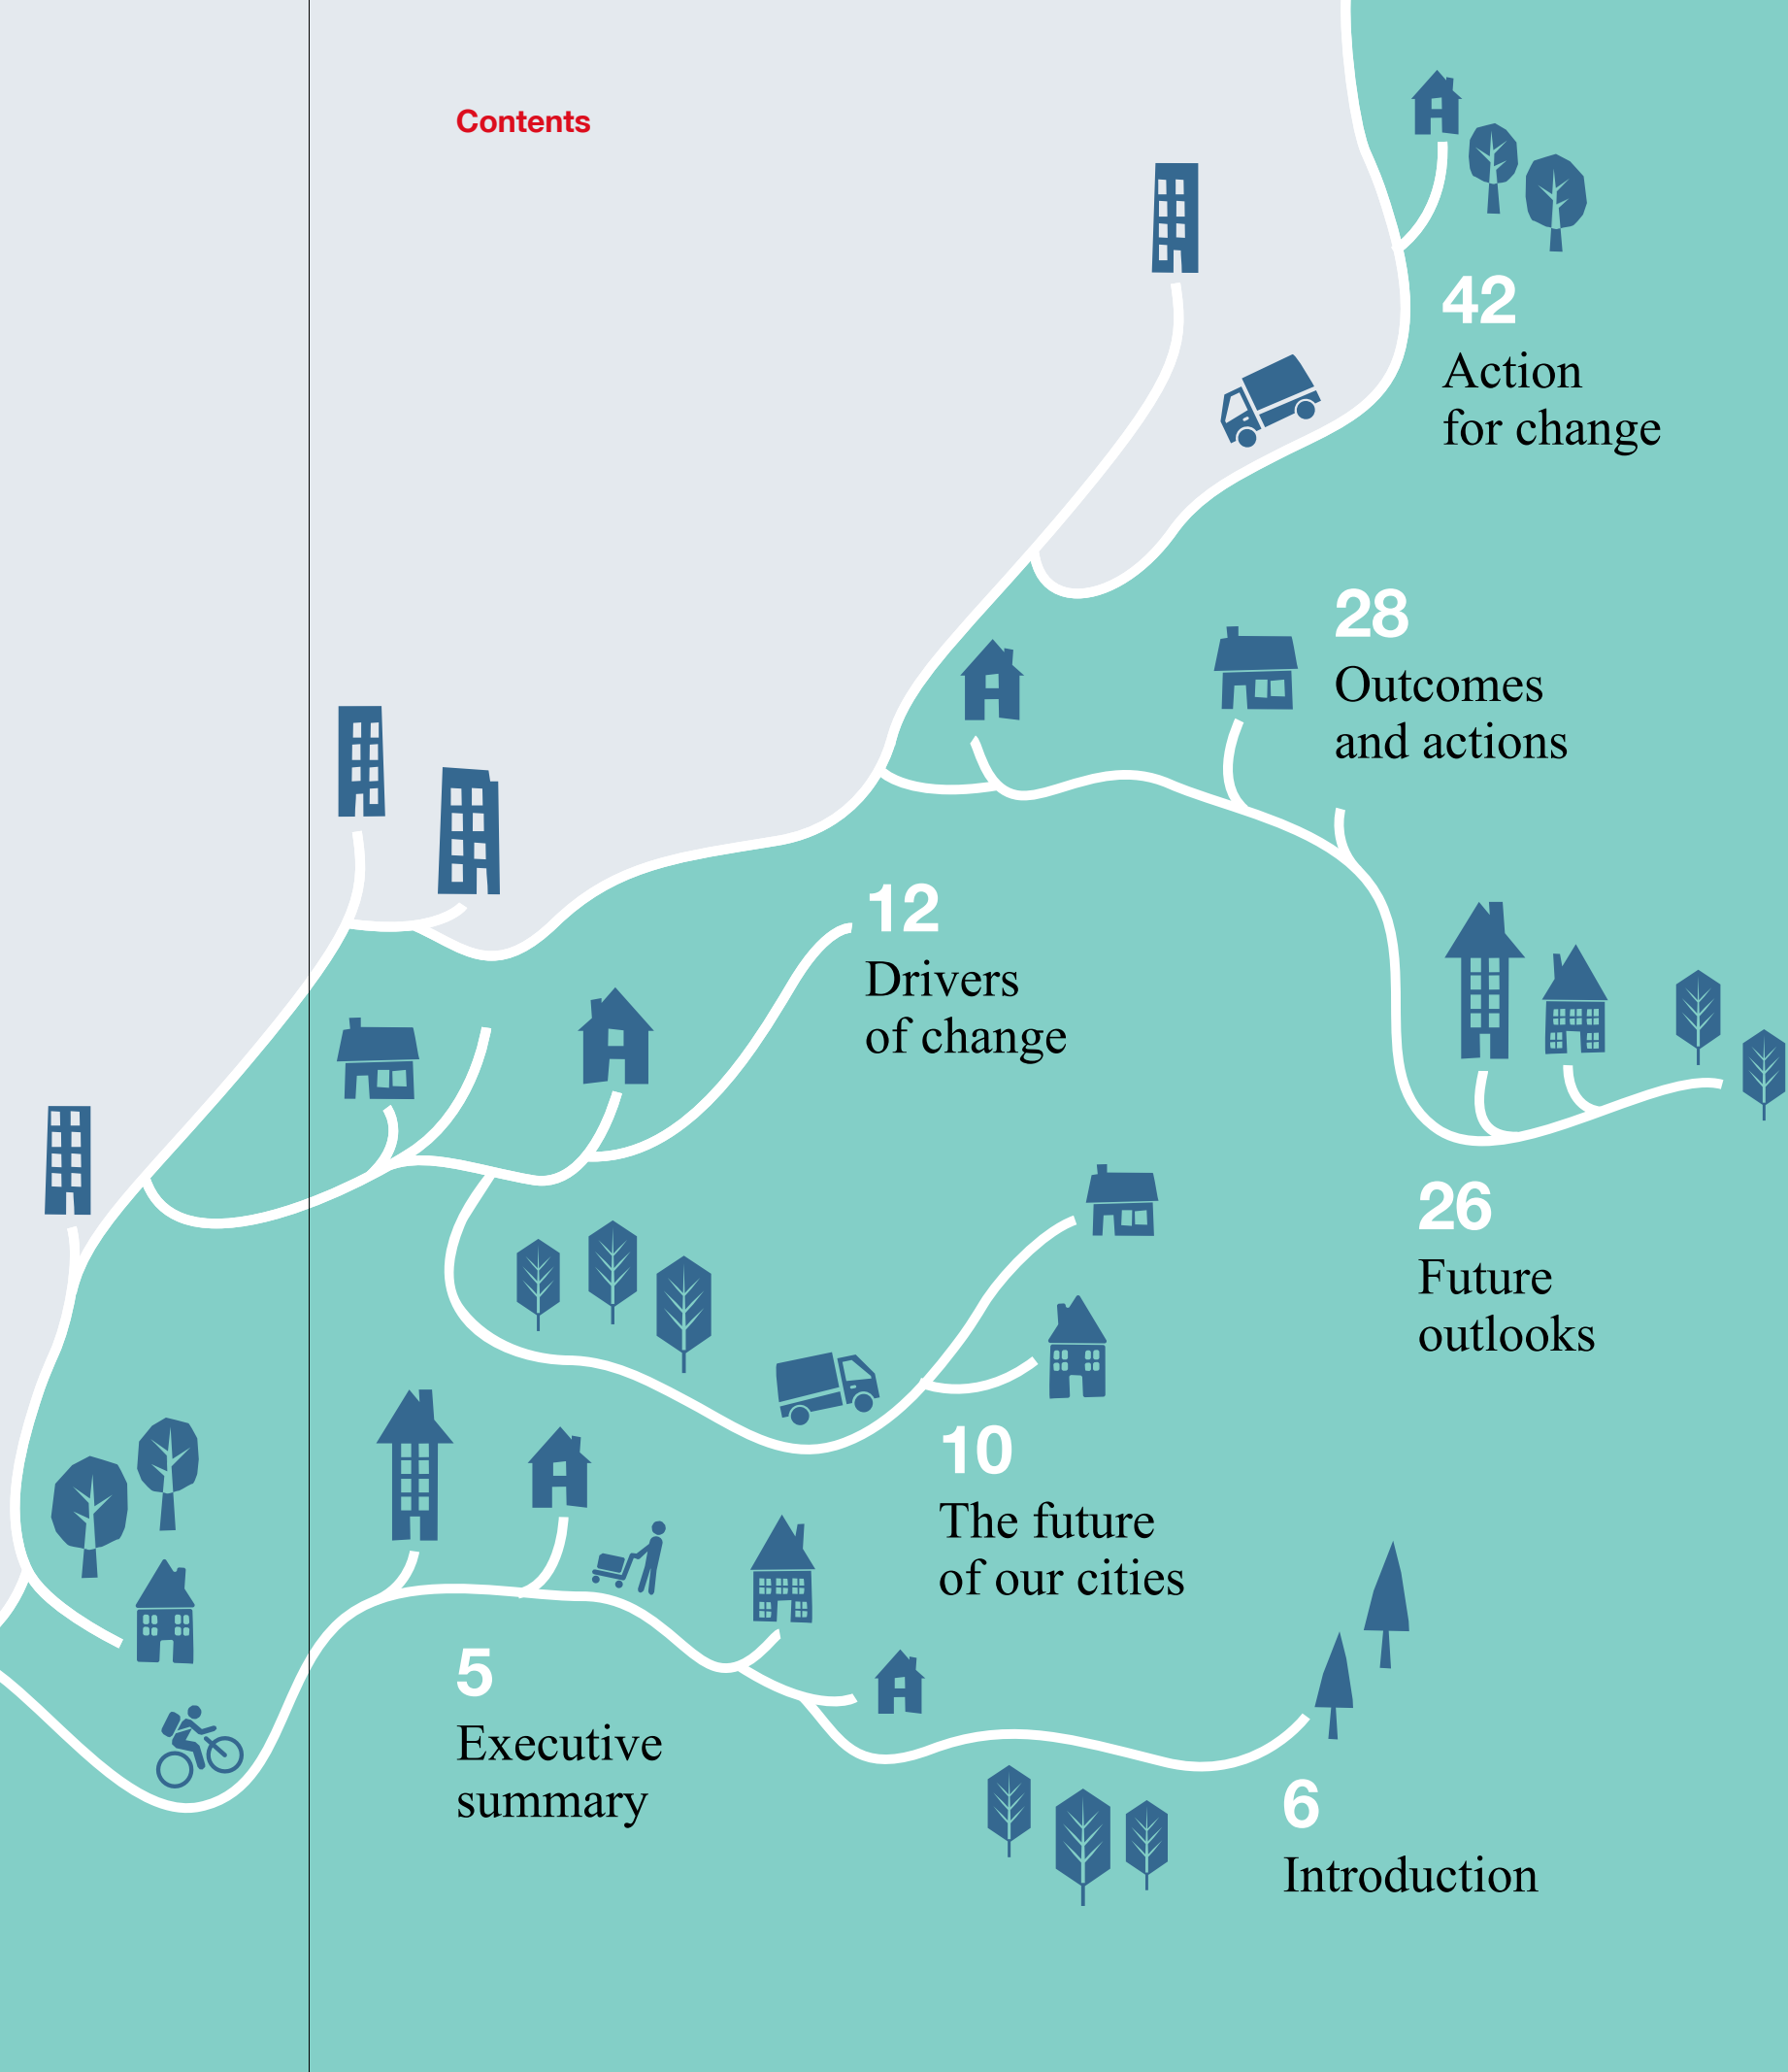 Contents
42
Action
for change
28
Outcomes
and actions
12
Drivers
of change
26
Future
outlooks
10
The future
of our cities
5
Executive
summary
6
Introduction